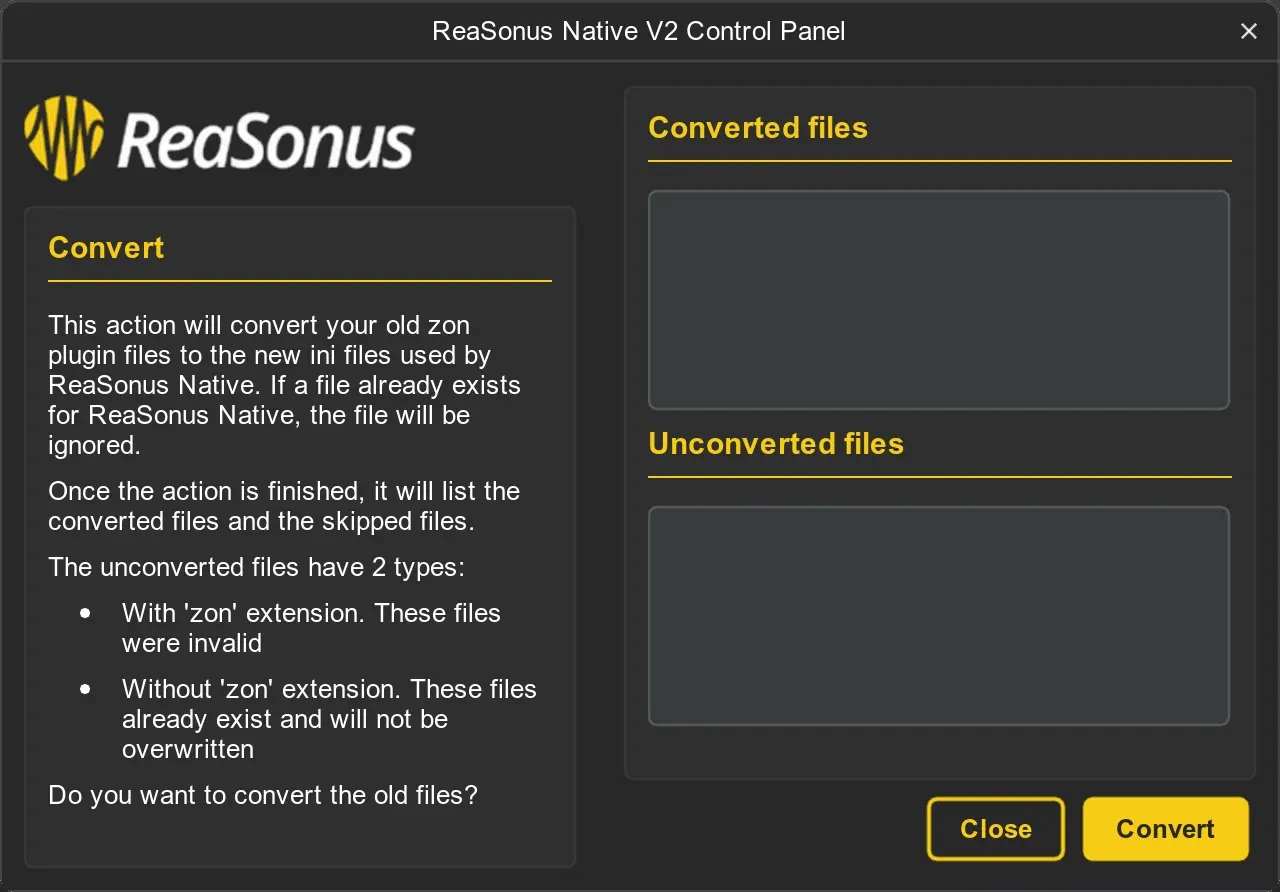 ReaSonus Native V2 Control Panel
ReaSonus
Convert
This action will convert your old zon
plugin files to the new ini files used by
ReaSonus Native. If a file already exists
for ReaSonus Native, the file will be
ignored.
Once the action is finished, it will list the
converted files and the skipped files.
The unconverted files have 2 types:
With 'zon' extension. These files
were invalid
Without 'zon' extension. These files
already exist and will not be
overwritten
Do you want to convert the old files?
Converted files
Unconverted files
Close
Convert